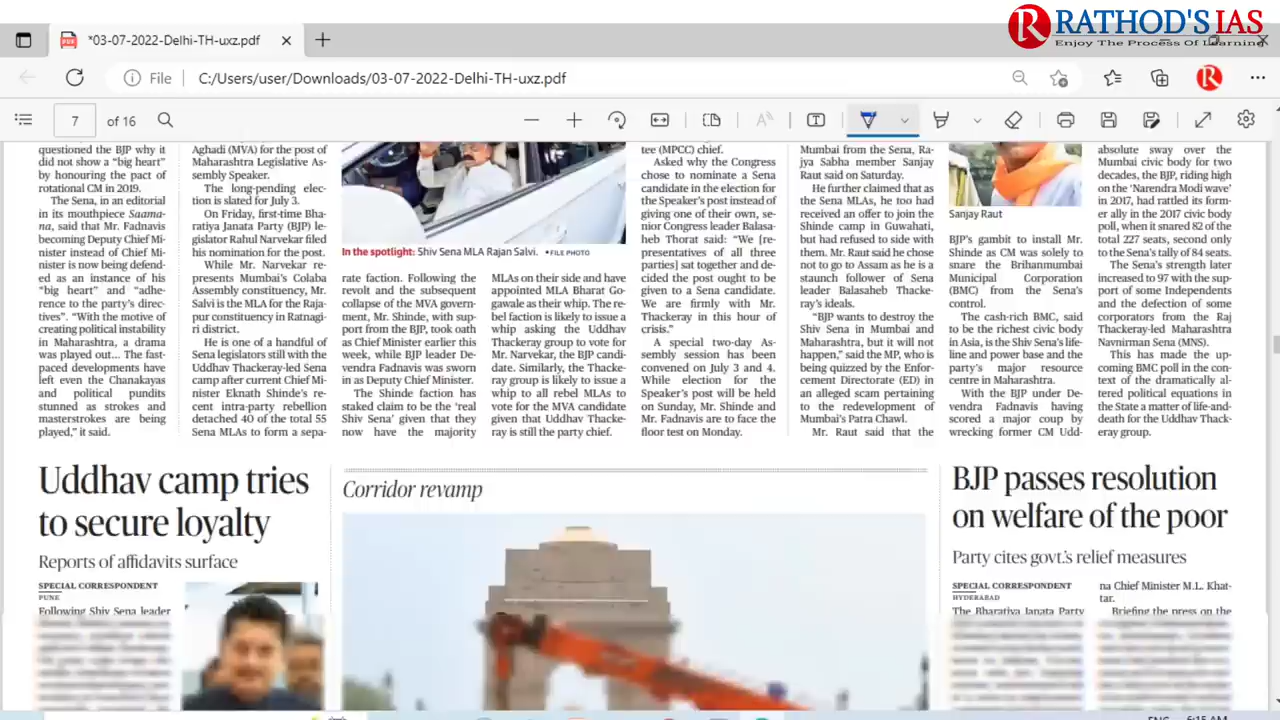 RATHOD'S IAS
Enjoy The Process Of Learning
*03-07-2022-Delhi-TH-uxz.pdf
File
C:/Users/user/Downloads/03-07-2022-Delhi-TH-uxz.pdf
7 of 16
questioned the BJP why it
did not show a "big heart"
by honouring the pact of
rotational CM in 2019.
The Sena, in an editorial
in its mouthpiece Saama-
na, said that Mr. Fadnavis
becoming Deputy Chief Mi-
nister instead of Chief Mi-
nister is now being defend-
ed as an instance of his
"big heart" and "adhe-
rence to the party's direc-
tives". "With the motive of
creating political instability
in Maharashtra, a drama
was played out... The fast-
paced developments have
left even the Chanakyas
and political pundits
stunned as strokes and
masterstrokes are being
played," it said.
Aghadi (MVA) for the post of
Maharashtra Legislative As-
sembly Speaker.
The long-pending elec-
tion is slated for July 3.
On Friday, first-time Bha-
ratiya Janata Party (BJP) le-
gislator Rahul Narvekar filed
his nomination for the post.
While Mr. Narvekar re-
presents Mumbai's Colaba
Assembly constituency, Mr.
Salvi is the MLA for the Raja-
pur constituency in Ratnagi-
ri district.
He is one of a handful of
Sena legislators still with the
Uddhav Thackeray-led Sena
camp after current Chief Mi-
nister Eknath Shinde's
recent intra-party rebellion
detached 40 of the total 55
Sena MLAs to form a sepa-
In the spotlight: Shiv Sena MLA Rajan Salvi. •FILE PHOTO
rate faction. Following the
revolt and the subsequent
collapse of the MVA govern-
ment, Mr. Shinde, with sup-
port from the BJP, took oath
as Chief Minister earlier this
week, while BJP leader De-
vendra Fadnavis was sworn
in as Deputy Chief Minister.
The Shinde faction has
staked claim to be the 'real
Shiv Sena' given that they
now have the majority
MLAs on their side and have
appointed MLA Bharat Go-
gawale as their whip. The re-
bel faction is likely to issue a
whip asking the Uddhav
Thackeray group to vote for
Mr. Narvekar, the BJP candi-
date. Similarly, the Thacke-
ray group is likely to issue a
whip to all rebel MLAs to
vote for the MVA candidate
given that Uddhav Thacke-
ray is still the party chief.
tee (MPCC) chief.
Asked why the Congress
chose to nominate a Sena
candidate in the election for
the Speaker's post instead of
giving one of their own, se-
nior Congress leader Balasa-
heb Thorat said: "We [re-
presentatives of all three
parties] sat together and de-
cided the post ought to be
given to a Sena candidate.
We are firmly with Mr.
Thackeray in this hour of
crisis."
A special two-day As-
sembly session has been
convened on July 3 and 4.
While election for the
Speaker's post will be held
on Sunday, Mr. Shinde and
Mr. Fadnavis are to face the
floor test on Monday.
Mumbai from the Sena, Ra-
jya Sabha member Sanjay
Raut said on Saturday.
He further claimed that as
the Sena MLAs, he too had
received an offer to join the
Shinde camp in Guwahati,
but had refused to side with
them. Mr. Raut said he chose
not to go to Assam as he is a
staunch follower of Sena
leader Balasaheb Thacke-
ray's ideals.
"BJP wants to destroy the
Shiv Sena in Mumbai and
Maharashtra, but it will not
happen," said the MP, who is
being quizzed by the Enfor-
cement Directorate (ED) in
an alleged scam pertaining
to the redevelopment of
Mumbai's Patra Chawl.
Mr. Raut said that the
Sanjay Raut
BJP's gambit to install Mr.
Shinde as CM was solely to
snare the Brihanmumbai
Municipal Corporation
(BMC) from the Sena's
control.
The cash-rich BMC, said
to be the richest civic body
in Asia, is the Shiv Sena's life-
line and power base and the
party's major resource
centre in Maharashtra.
With the BJP under De-
vendra Fadnavis having
scored a major coup by
wrecking former CM Udd-
absolute sway over the
Mumbai civic body for two
decades, the BJP, riding high
on the 'Narendra Modi wave'
in 2017, had rattled its form-
er ally in the 2017 civic body
poll, when it snared 82 of the
total 227 seats, second only
to the Sena's tally of 84 seats.
The Sena's strength later
increased to 97 with the sup-
port of some Independents
and the defection of some
corporators from the Raj
Thackeray-led Maharashtra
Navnirman Sena (MNS).
This has made the up-
coming BMC poll in the con-
text of the dramatically al-
tered political equations in
the State a matter of life-and-
death for the Uddhav Thack-
eray group.
Uddhav camp tries
to secure loyalty
Reports of affidavits surface
SPECIAL CORRESPONDENT
PUNE
Following Shiv Sena leader
Corridor revamp
BJP passes resolution
on welfare of the poor
Party cites govt.'s relief measures
SPECIAL CORRESPONDENT
HYDERABAD
The Bharatiya Janata Party
na Chief Minister M.L. Khat-
tar.
Briefing the press on the
ENG 6:15 AM